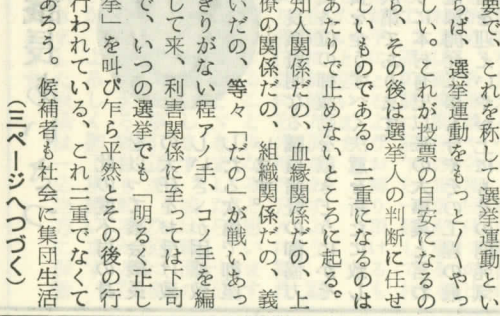 要で、これを称して選挙運動とい
らば、選挙運動をもっと〳〵やっ
しい。これが投票の目安になるの
ら、その後は選挙人の判断に任せ
しいものである。二重になるのは
あたりで止めないところに起る。
知人関係だの、血縁関係だの、上
僚の関係だの、組織関係だの、義
いだの、等々「だの」が戦いあっ
ぎりがない程アノ手、コノ手を編
して来、利害関係に至っては下司
で、いつの選挙でも「明るく正し
挙」を叫び乍ら平然とその後の行
行われている、これ二重でなくて
あろう。候補者も社会に集団生活
（三ページへつづく）